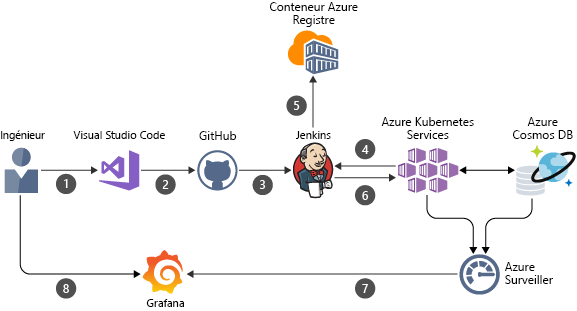 Conteneur Azure
Registre
5
Ingénieur
Visual Studio Code
GitHub
Jenkins
Azure Kubernetes
Services
Azure
Cosmos DB
1
2
3
4
6
8
Grafana
7
Azure
Surveiller